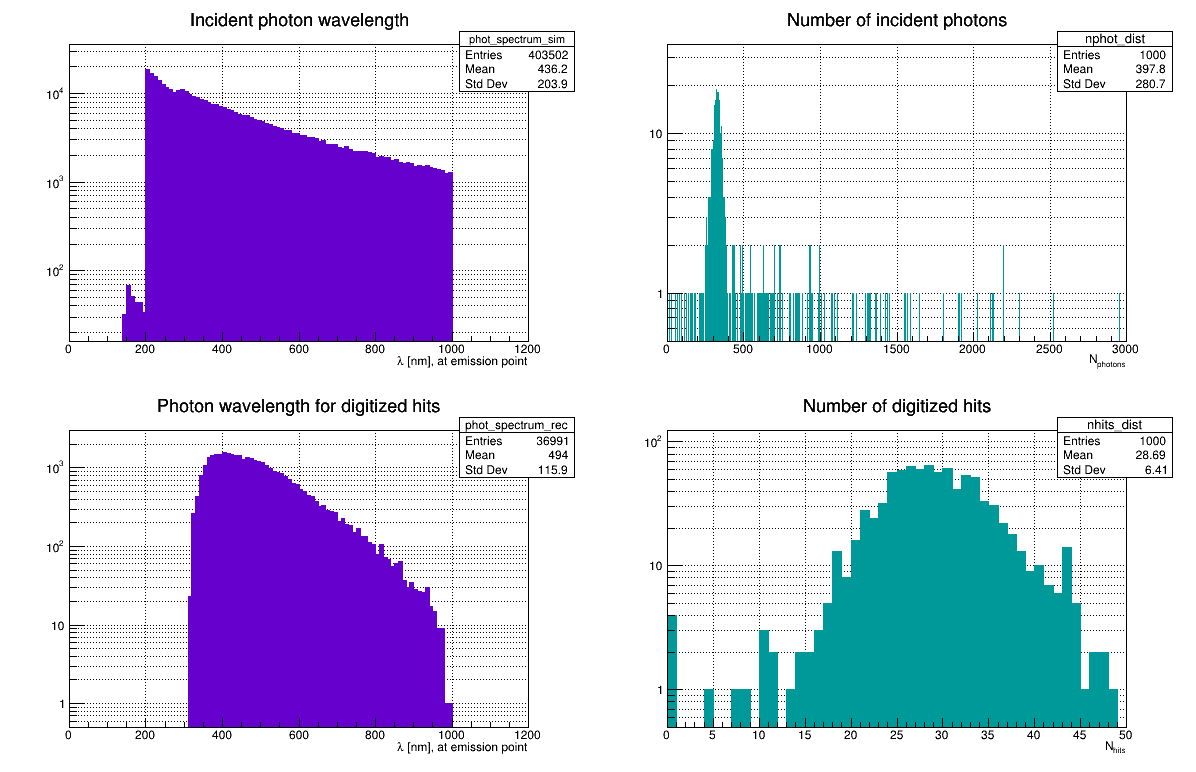 Incident photon wavelength
phot_spectrum_sim
Entries 403502
Mean 436.2
Std Dev 203.9
10^4
10^3
10^2
0 200 400 600 800 1000 1200
λ [nm], at emission point
Number of incident photons
nphot_dist
Entries 1000
Mean 397.8
Std Dev 280.7
10
1
0 500 1000 1500 2000 2500 3000
N_photons
Photon wavelength for digitized hits
phot_spectrum_rec
Entries 36991
Mean 494
Std Dev 115.9
10^3
10^2
10
1
0 200 400 600 800 1000 1200
λ [nm], at emission point
Number of digitized hits
nhits_dist
Entries 1000
Mean 28.69
Std Dev 6.41
10^2
10
1
0 5 10 15 20 25 30 35 40 45 50
N_hits